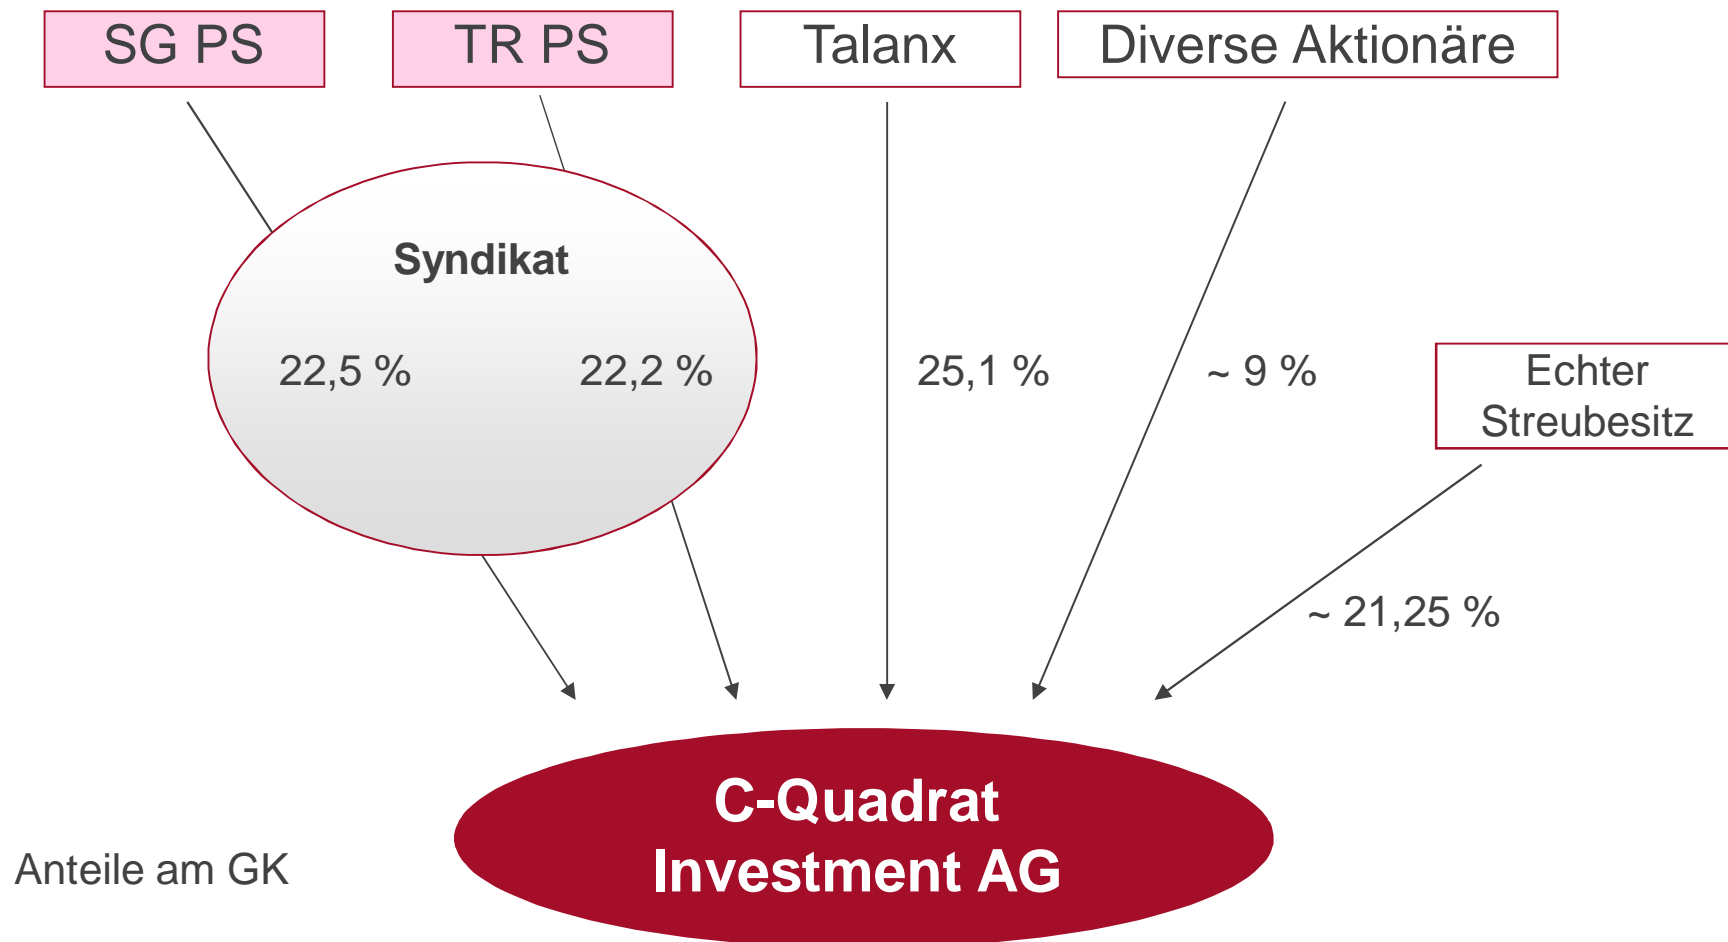 SG PS
TR PS
Talanx
Diverse Aktionäre
Syndikat
22,5 %
22,2 %
25,1 %
~ 9 %
Echter
Streubesitz
~ 21,25 %
C-Quadrat
Investment AG
Anteile am GK